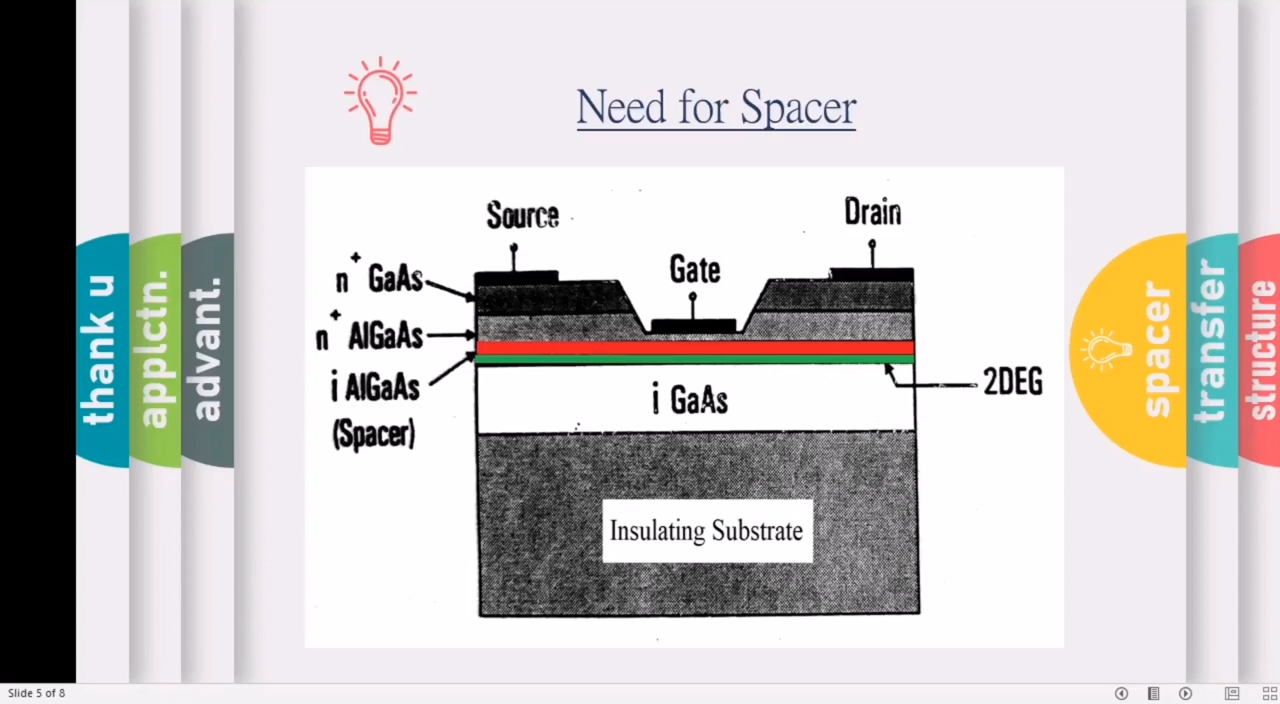 Need for Spacer
Source
Drain
Gate
n+ GaAs
n+ AlGaAs
i AlGaAs
(Spacer)
2DEG
i GaAs
Insulating Substrate
thank u
applctn.
advant.
spacer
transfer
structure
Slide 5 of 8